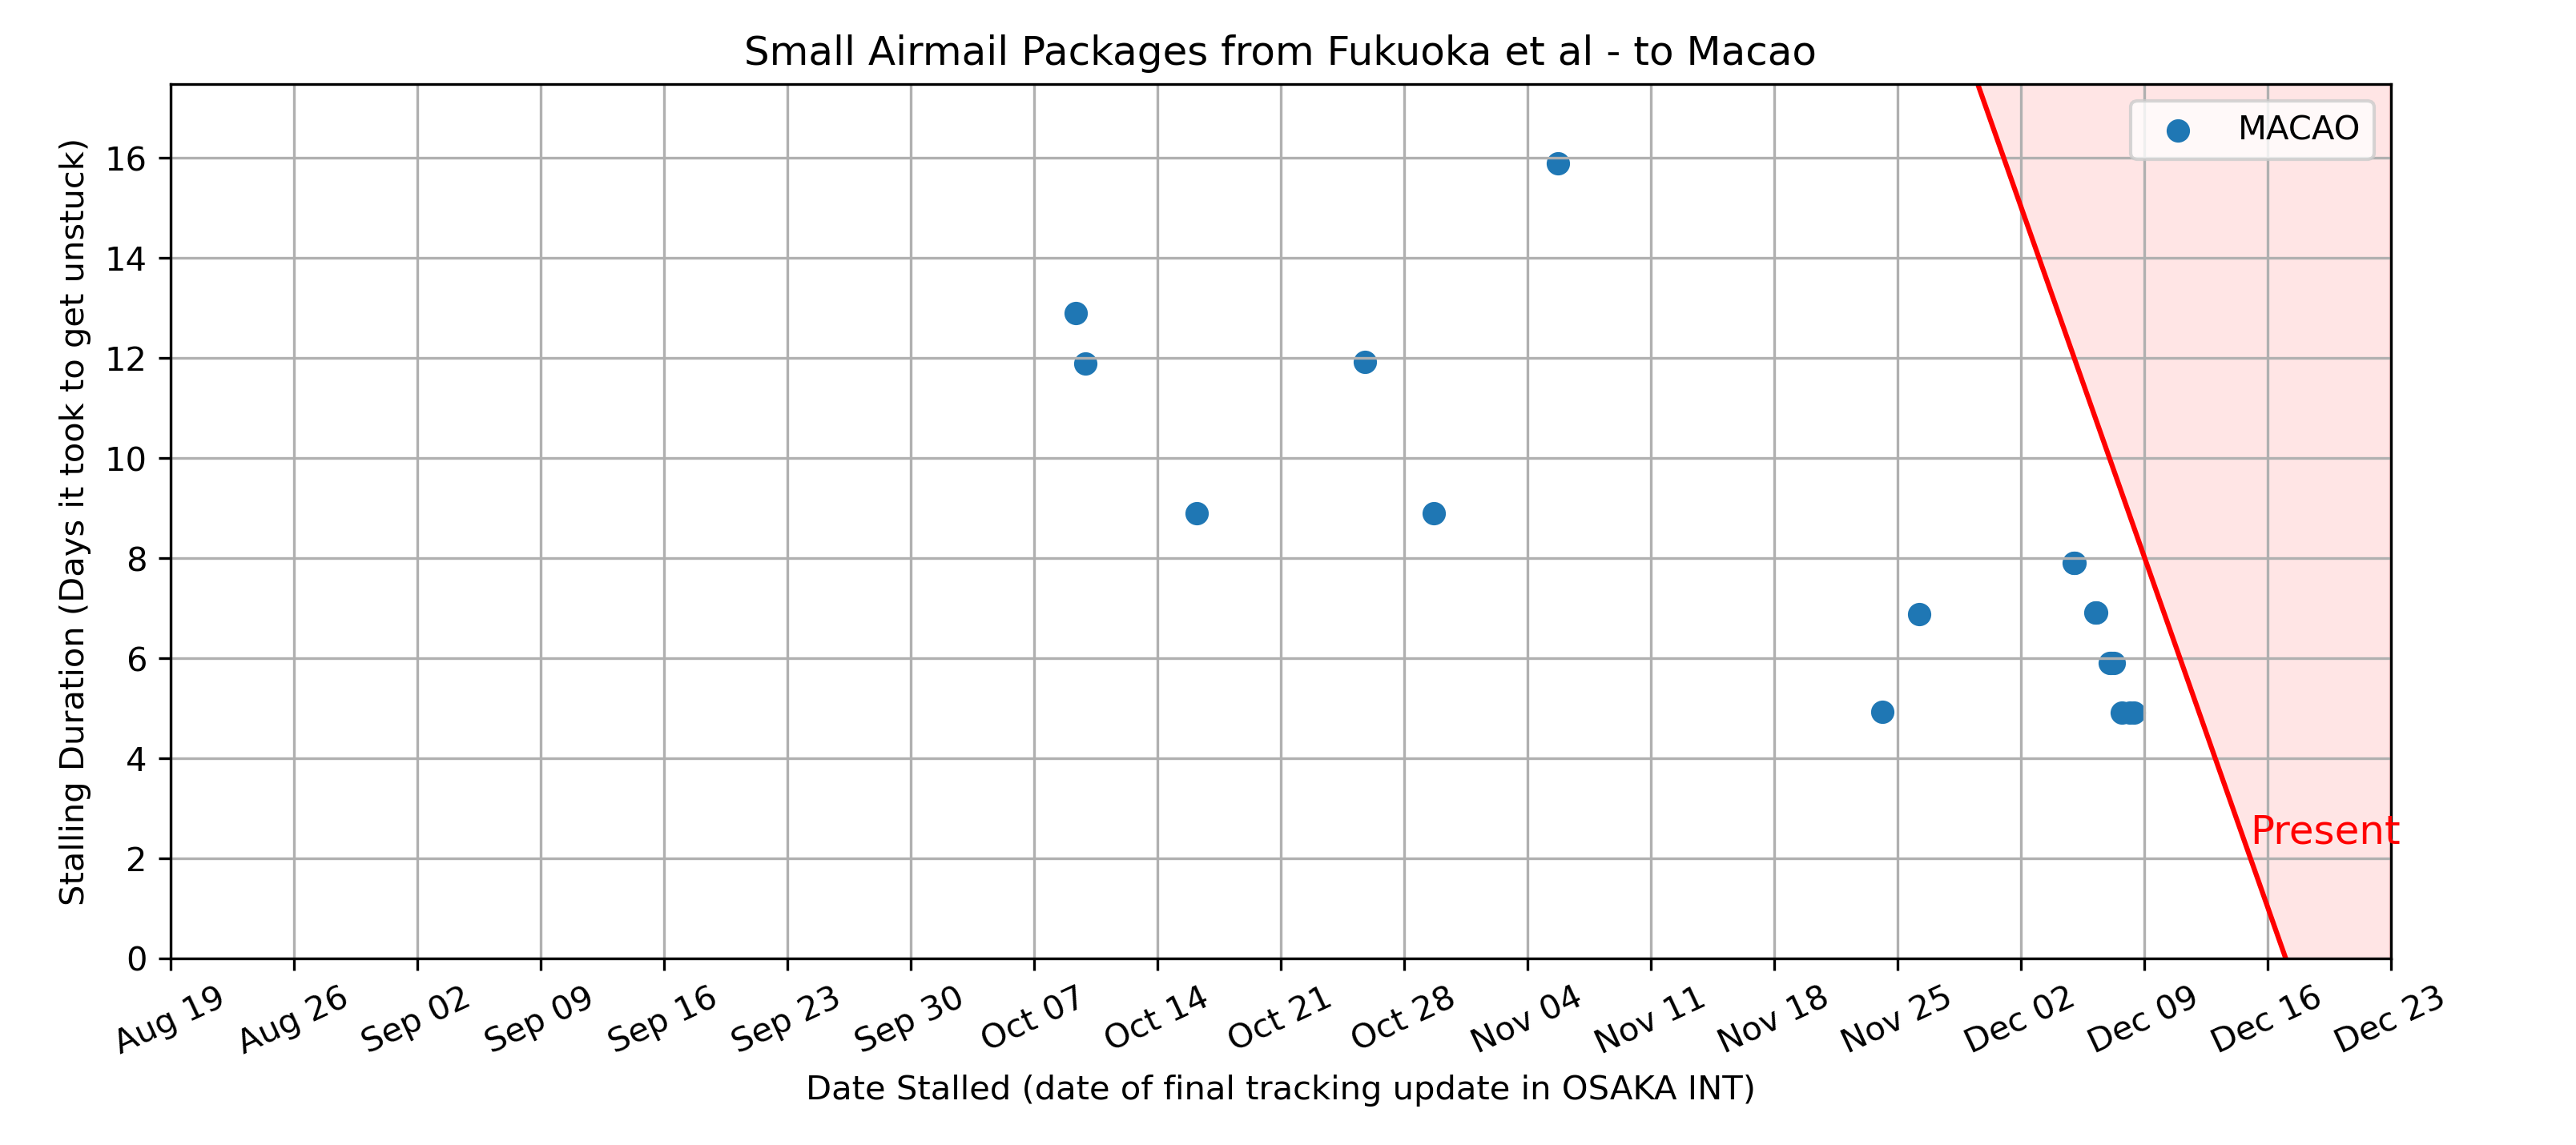 Small Airmail Packages from Fukuoka et al - to Macao
MACAO
Stalling Duration (Days it took to get unstuck)
16
14
12
10
8
6
4
2
0
Present
Aug 19 Aug 26 Sep 02 Sep 09 Sep 16 Sep 23 Sep 30 Oct 07 Oct 14 Oct 21 Oct 28 Nov 04 Nov 11 Nov 18 Nov 25 Dec 02 Dec 09 Dec 16 Dec 23
Date Stalled (date of final tracking update in OSAKA INT)